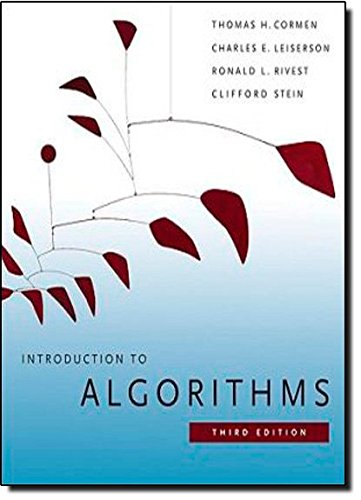 THOMAS H. CORMEN
CHARLES E. LEISERSON
RONALD L. RIVEST
CLIFFORD STEIN
INTRODUCTION TO
ALGORITHMS
THIRD EDITION